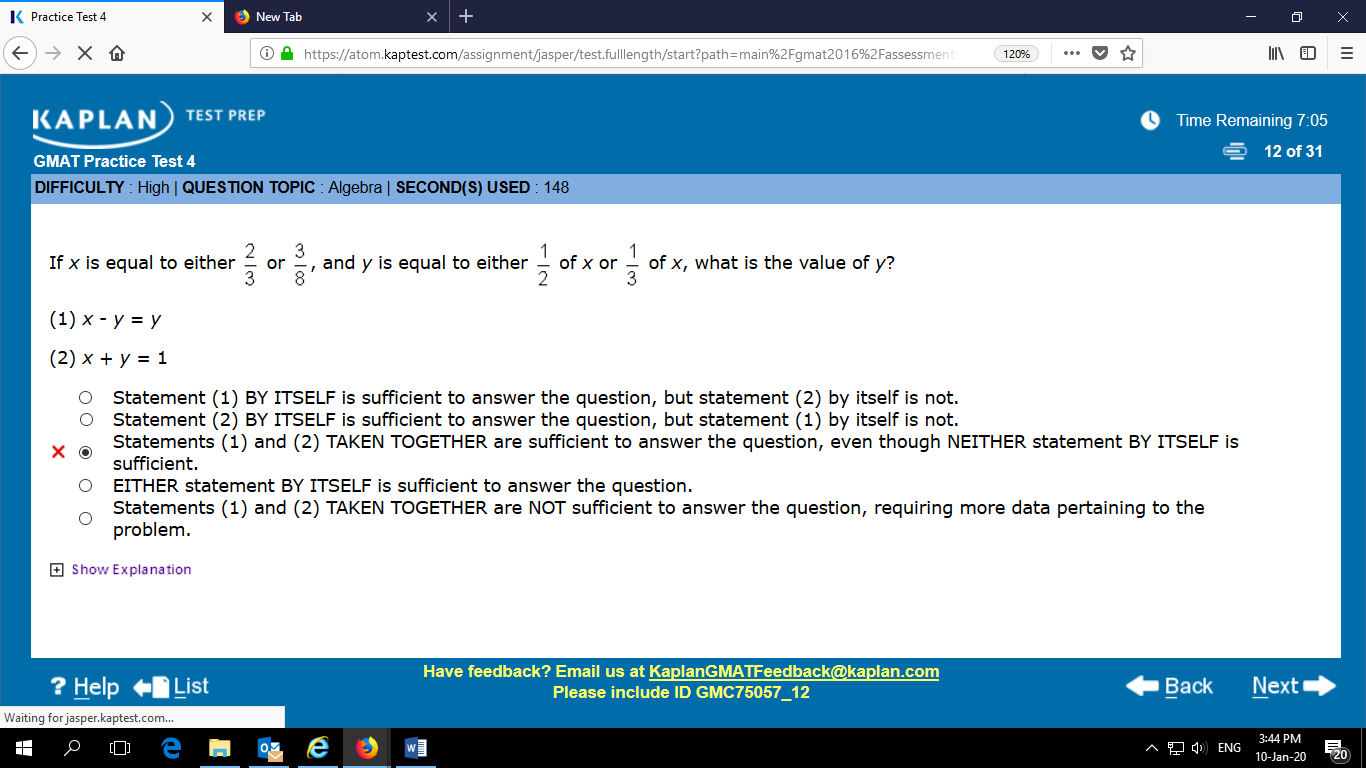 Practice Test 4
New Tab
https://atom.kaptest.com/assignment/jasper/test.fulllength/start?path=main%2Fgmat2016%2Fassessment
120%
KAPLAN TEST PREP
Time Remaining 7:05
GMAT Practice Test 4
12 of 31
DIFFICULTY : High | QUESTION TOPIC : Algebra | SECOND(S) USED : 148
If x is equal to either 2/3 or 3/8, and y is equal to either 1/2 of x or 1/3 of x, what is the value of y?
(1) x - y = y
(2) x + y = 1
Statement (1) BY ITSELF is sufficient to answer the question, but statement (2) by itself is not.
Statement (2) BY ITSELF is sufficient to answer the question, but statement (1) by itself is not.
Statements (1) and (2) TAKEN TOGETHER are sufficient to answer the question, even though NEITHER statement BY ITSELF is
sufficient.
EITHER statement BY ITSELF is sufficient to answer the question.
Statements (1) and (2) TAKEN TOGETHER are NOT sufficient to answer the question, requiring more data pertaining to the
problem.
Show Explanation
Have feedback? Email us at KaplanGMATFeedback@kaplan.com
Please include ID GMC75057_12
? Help
List
Back
Next
Waiting for jasper.kaptest.com...
ENG
3:44 PM
10-Jan-20
20